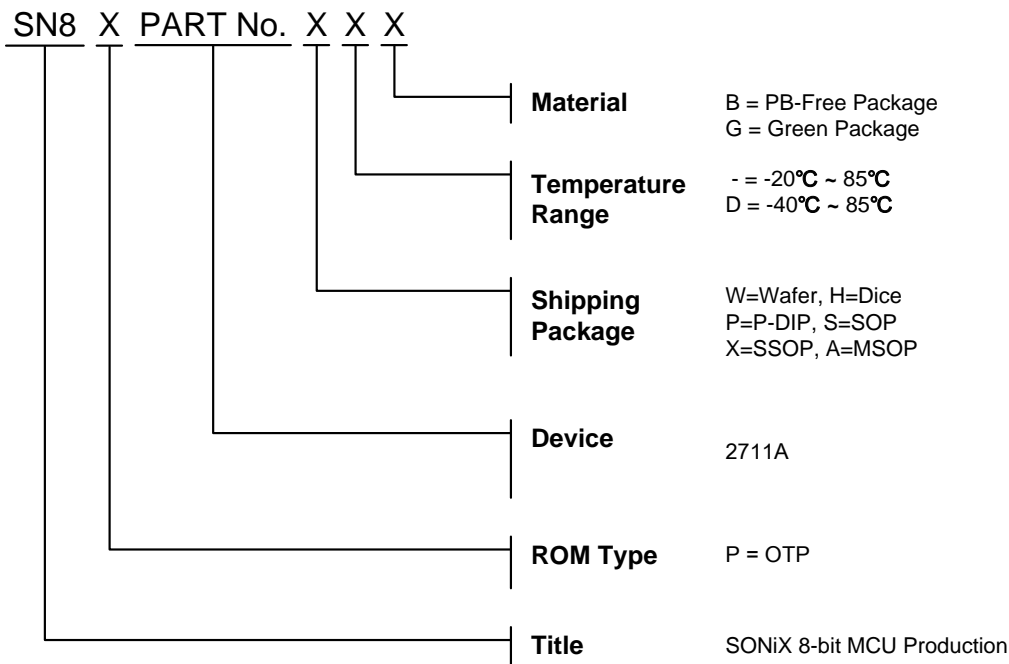 SN8 X PART No. X X X
Material
B = PB-Free Package
G = Green Package
Temperature
Range
- = -20℃ ~ 85℃
D = -40℃ ~ 85℃
Shipping
Package
W=Wafer, H=Dice
P=P-DIP, S=SOP
X=SSOP, A=MSOP
Device
2711A
ROM Type
P = OTP
Title
SONiX 8-bit MCU Production